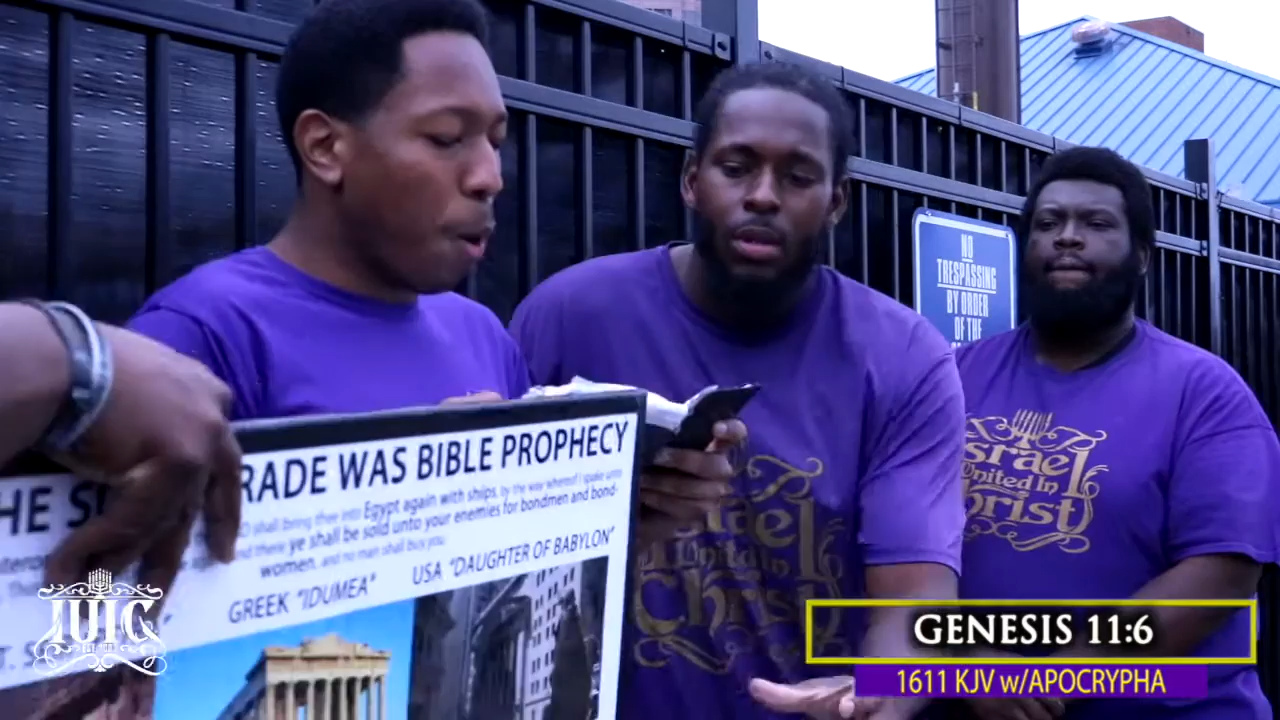 NO
TRESPASSING
BY ORDER
OF THE
RADE WAS BIBLE PROPHECY
HE S
shall bring thee into Egypt again with ships, by the way whereof I spake unto
there ye shall be sold unto your enemies for bondmen and bond-
women, and no man shall buy you.
GREEK "IDUMEA"
USA "DAUGHTER OF BABYLON"
Israel
United In
Christ
United In
Christ
IUIC
GENESIS 11:6
1611 KJV w/APOCRYPHA